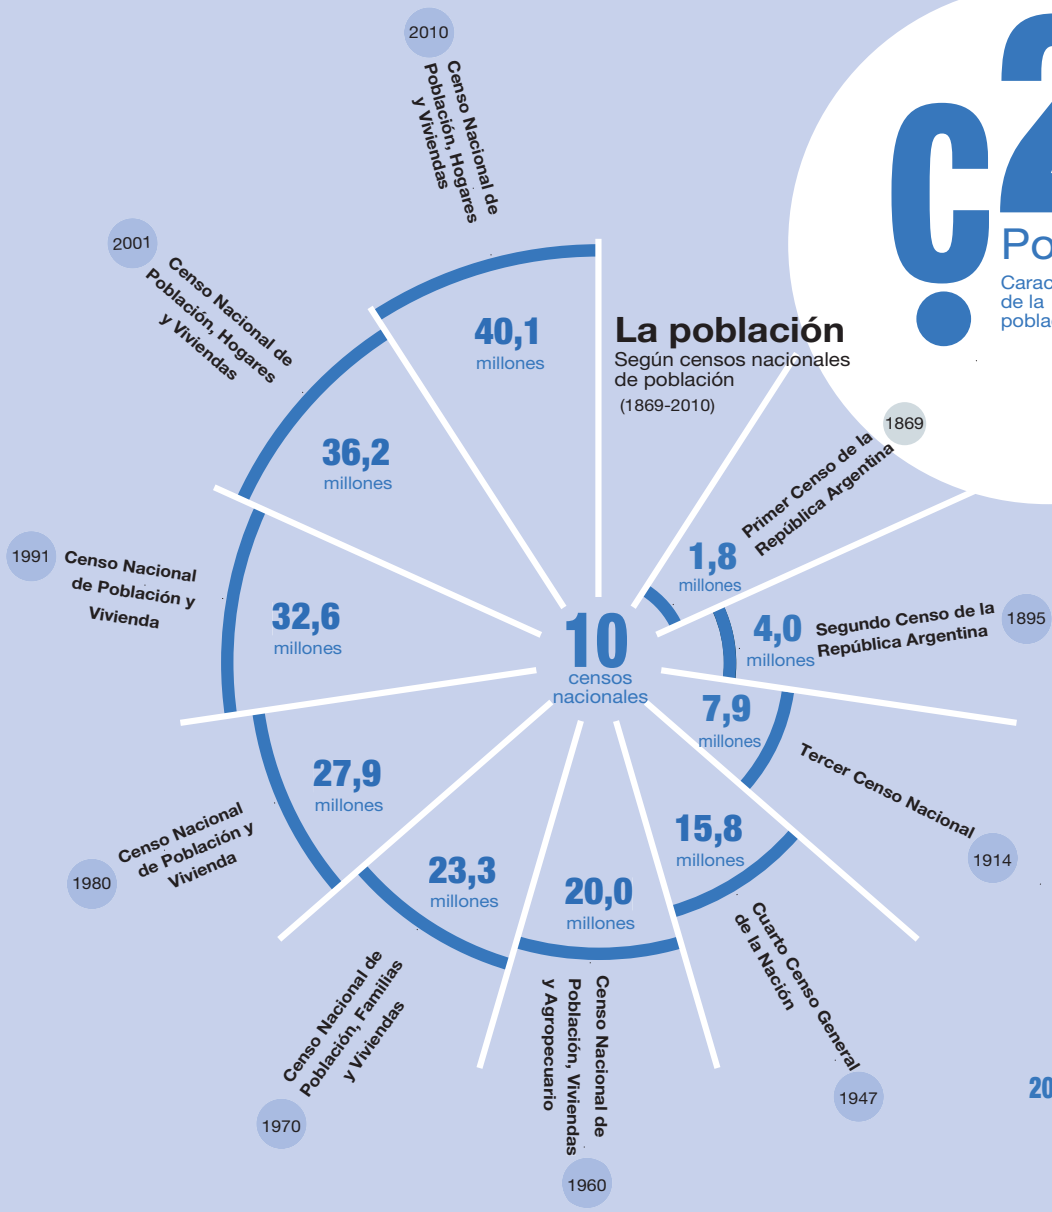 La población
Según censos nacionales
de población
(1869-2010)
10
censos
nacionales
1869
Primer Censo de la
República Argentina
1,8
millones
1895
Segundo Censo de la
República Argentina
4,0
millones
1914
Tercer Censo Nacional
7,9
millones
1947
Cuarto Censo General
de la Nación
15,8
millones
1960
Censo Nacional de
Población, Viviendas
y Agropecuario
20,0
millones
1970
Censo Nacional de
Población, Familias
y Viviendas
23,3
millones
1980
Censo Nacional
de Población y
Vivienda
27,9
millones
1991
Censo Nacional
de Población y
Vivienda
32,6
millones
2001
Censo Nacional de
Población, Hogares
y Viviendas
36,2
millones
2010
Censo Nacional de
Población, Hogares
y Viviendas
40,1
millones
de la
20